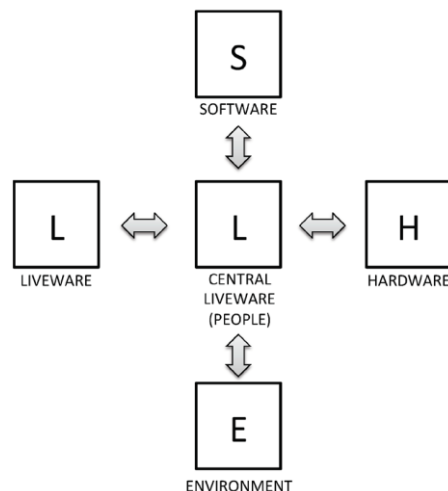 S
SOFTWARE
L
LIVEWARE
L
CENTRAL
LIVEWARE
(PEOPLE)
H
HARDWARE
E
ENVIRONMENT